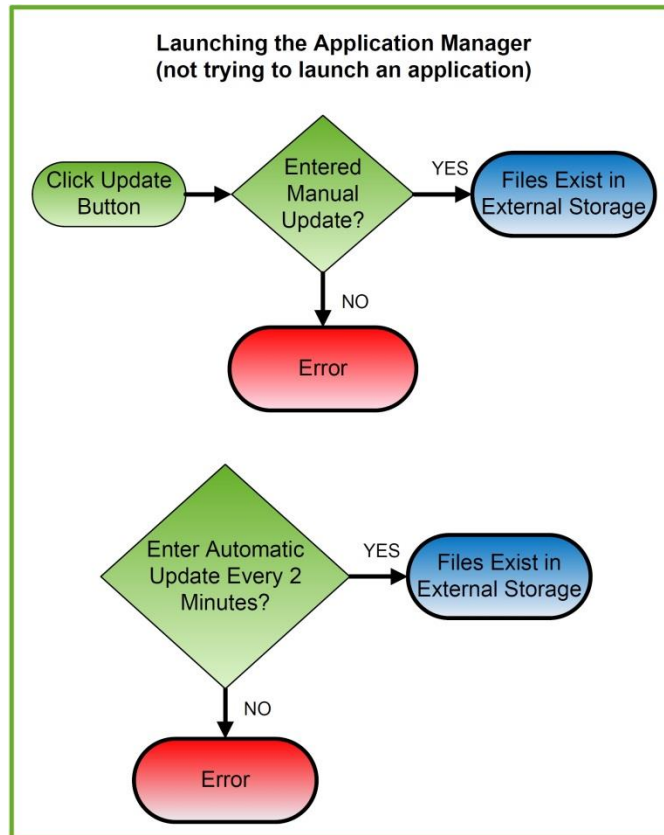 Launching the Application Manager
(not trying to launch an application)
Click Update
Button
Entered
Manual
Update?
YES
Files Exist in
External Storage
NO
Error
Enter Automatic
Update Every 2
Minutes?
YES
Files Exist in
External Storage
NO
Error